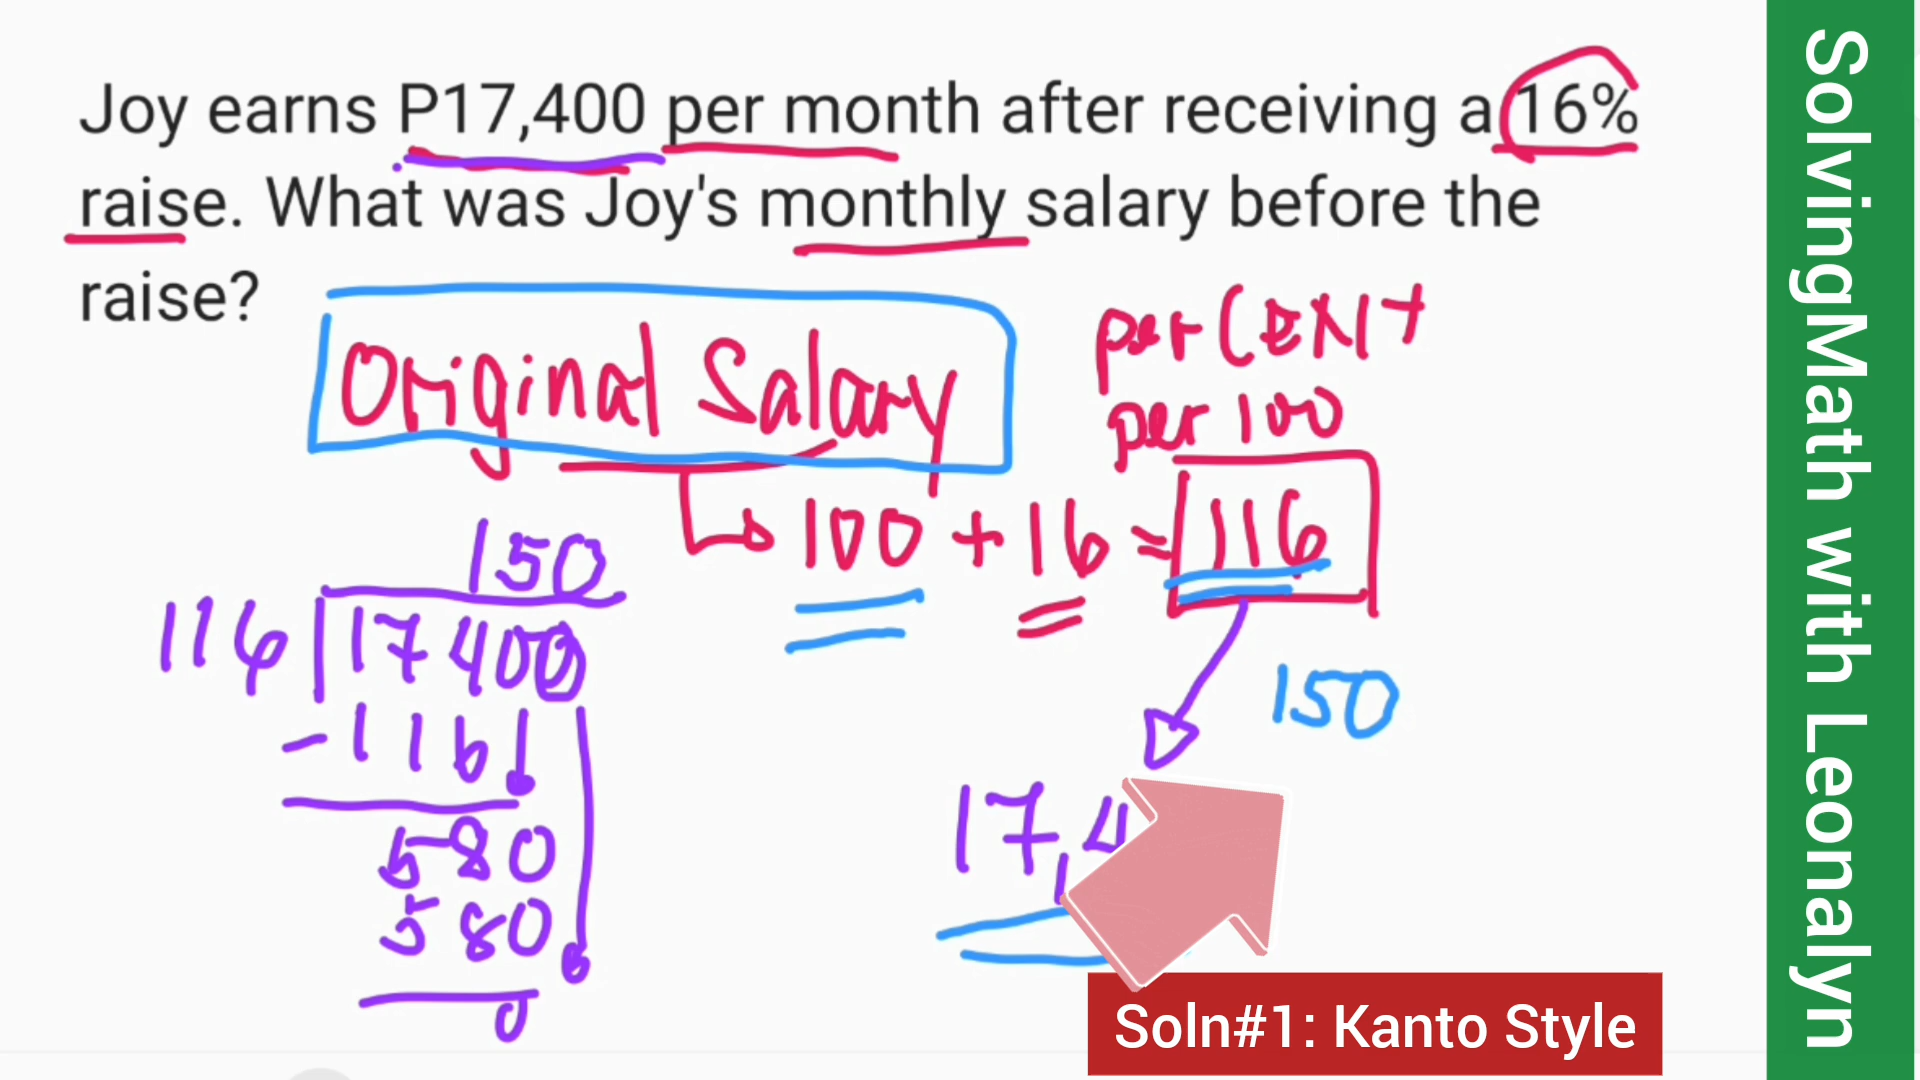 Joy earns P17,400 per month after receiving a 16%
raise. What was Joy's monthly salary before the
raise?
Original Salary
perCENT
per 100
100 + 16 = 116
150
116 17400
- 116
580
580
0
150
17,4
Soln#1: Kanto Style
SolvingMath with Leonalyn